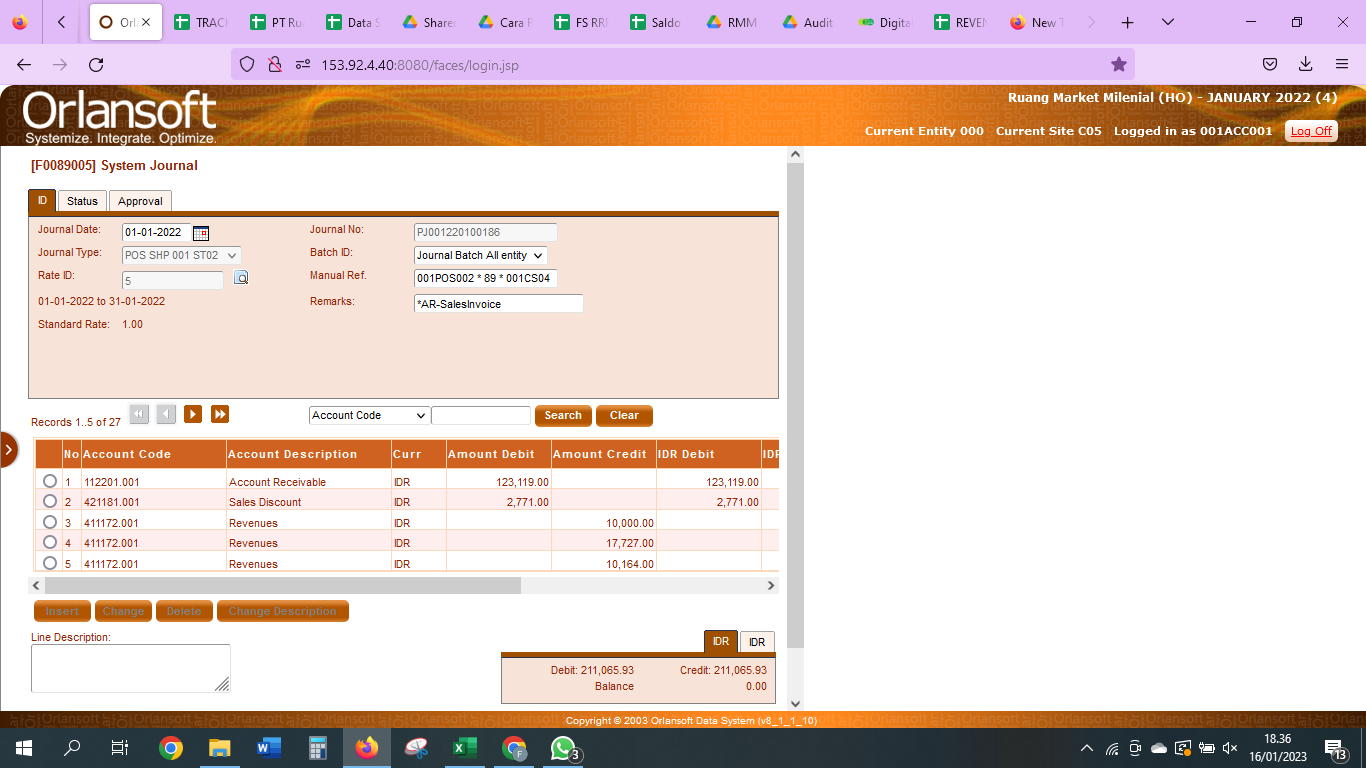 Orl
TRAC
PT Ru
Data S
Share
Cara P
FS RR
Saldo
RMM
Audit
Digita
REVEN
New T
153.92.4.40:8080/faces/login.jsp
Orlansoft
Systemize. Integrate. Optimize.
Ruang Market Milenial (HO) - JANUARY 2022 (4)
Current Entity 000 Current Site C05 Logged in as 001ACC001 Log Off
[F0089005] System Journal
ID Status Approval
Journal Date: 01-01-2022 Journal No: PJ001220100186
Journal Type: POS SHP 001 ST02 Batch ID: Journal Batch All entity
Rate ID: 5 Manual Ref. 001POS002 * 89 * 001CS04
01-01-2022 to 31-01-2022 Remarks: *AR-SalesInvoice
Standard Rate: 1.00
Records 1..5 of 27 Account Code Search Clear
No Account Code Account Description Curr Amount Debit Amount Credit IDR Debit IDR
1 112201.001 Account Receivable IDR 123,119.00 123,119.00
2 421181.001 Sales Discount IDR 2,771.00 2,771.00
3 411172.001 Revenues IDR 10,000.00
4 411172.001 Revenues IDR 17,727.00
5 411172.001 Revenues IDR 10,164.00
Insert Change Delete Change Description
Line Description:
IDR IDR
Debit: 211,065.93 Credit: 211,065.93
Balance 0.00
Copyright © 2003 Orlansoft Data System (v8_1_1_10)
18.36
16/01/2023
3
13